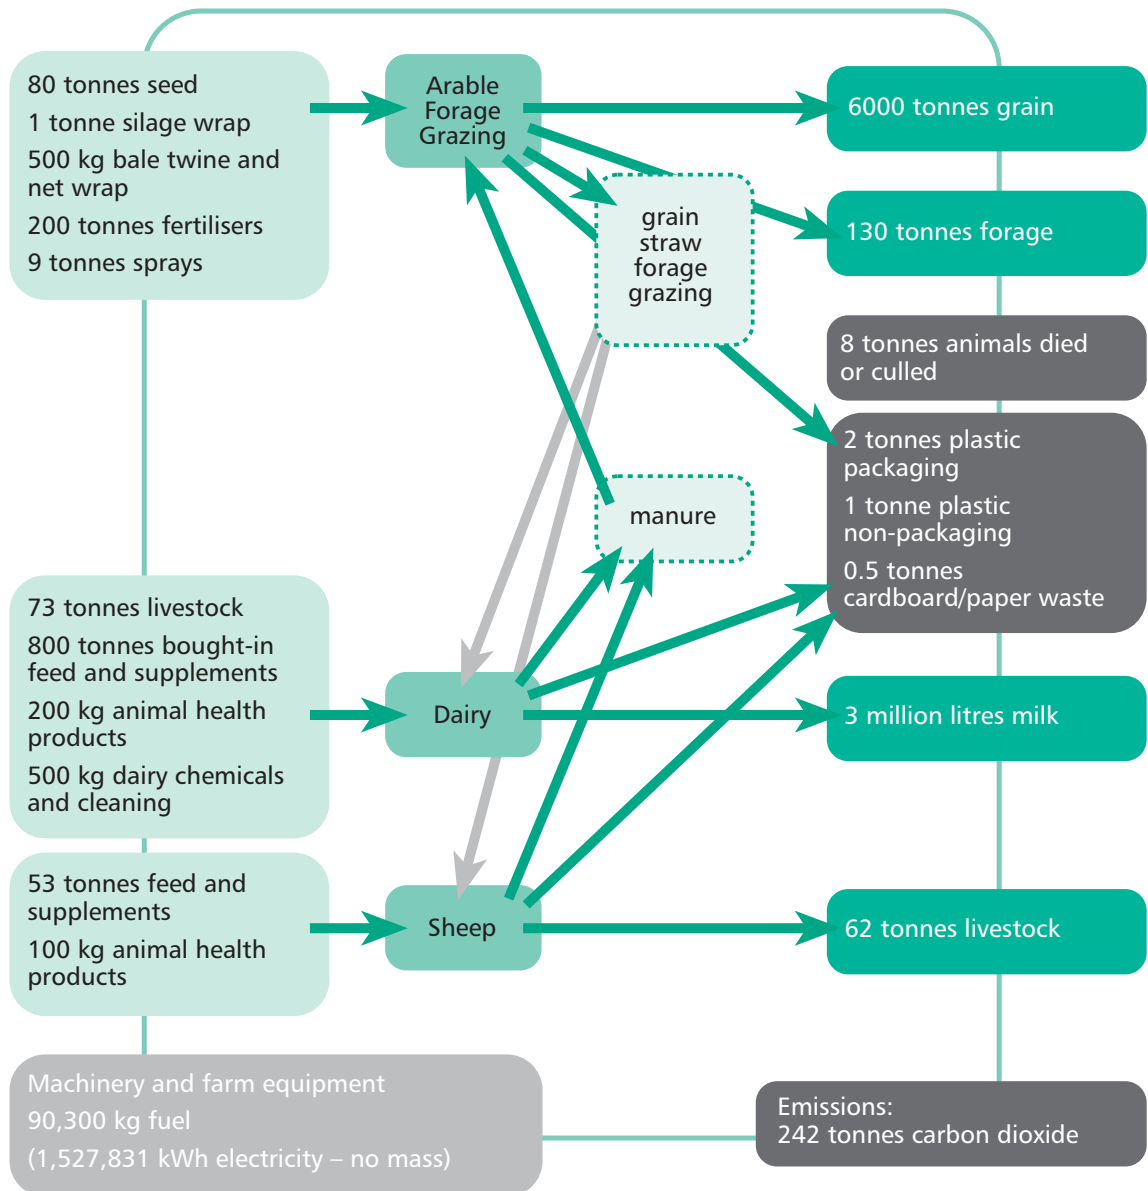 80 tonnes seed
1 tonne silage wrap
500 kg bale twine and
net wrap
200 tonnes fertilisers
9 tonnes sprays
Arable
Forage
Grazing
6000 tonnes grain
130 tonnes forage
grain
straw
forage
grazing
8 tonnes animals died
or culled
2 tonnes plastic
packaging
1 tonne plastic
non-packaging
0.5 tonnes
cardboard/paper waste
manure
73 tonnes livestock
800 tonnes bought-in
feed and supplements
200 kg animal health
products
500 kg dairy chemicals
and cleaning
Dairy
3 million litres milk
53 tonnes feed and
supplements
100 kg animal health
products
Sheep
62 tonnes livestock
Machinery and farm equipment
90,300 kg fuel
(1,527,831 kWh electricity – no mass)
Emissions:
242 tonnes carbon dioxide